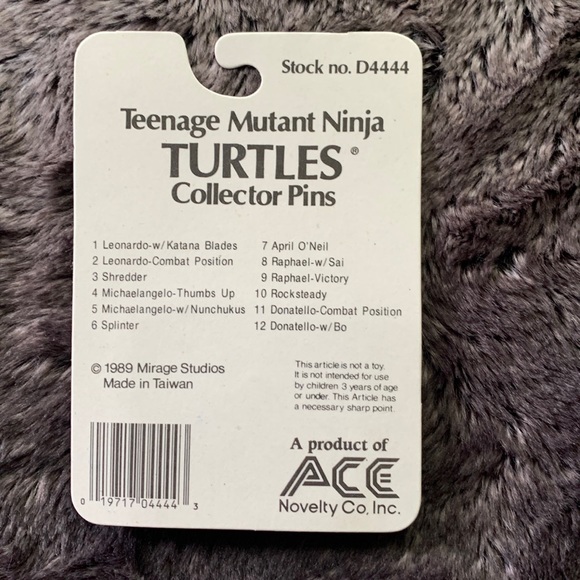 Stock no. D4444
Teenage Mutant Ninja
TURTLES ®
Collector Pins
1 Leonardo-w/Katana Blades
2 Leonardo-Combat Position
3 Shredder
4 Michaelangelo-Thumbs Up
5 Michaelangelo-w/Nunchukus
6 Splinter
7 April O'Neil
8 Raphael-w/Sai
9 Raphael-Victory
10 Rocksteady
11 Donatello-Combat Position
12 Donatello-w/Bo
© 1989 Mirage Studios
Made in Taiwan
This article is not a toy.
It is not intended for use
by children 3 years of age
or under. This Article has
a necessary sharp point.
0 19717 04444 3
A product of
ACE
Novelty Co, Inc.